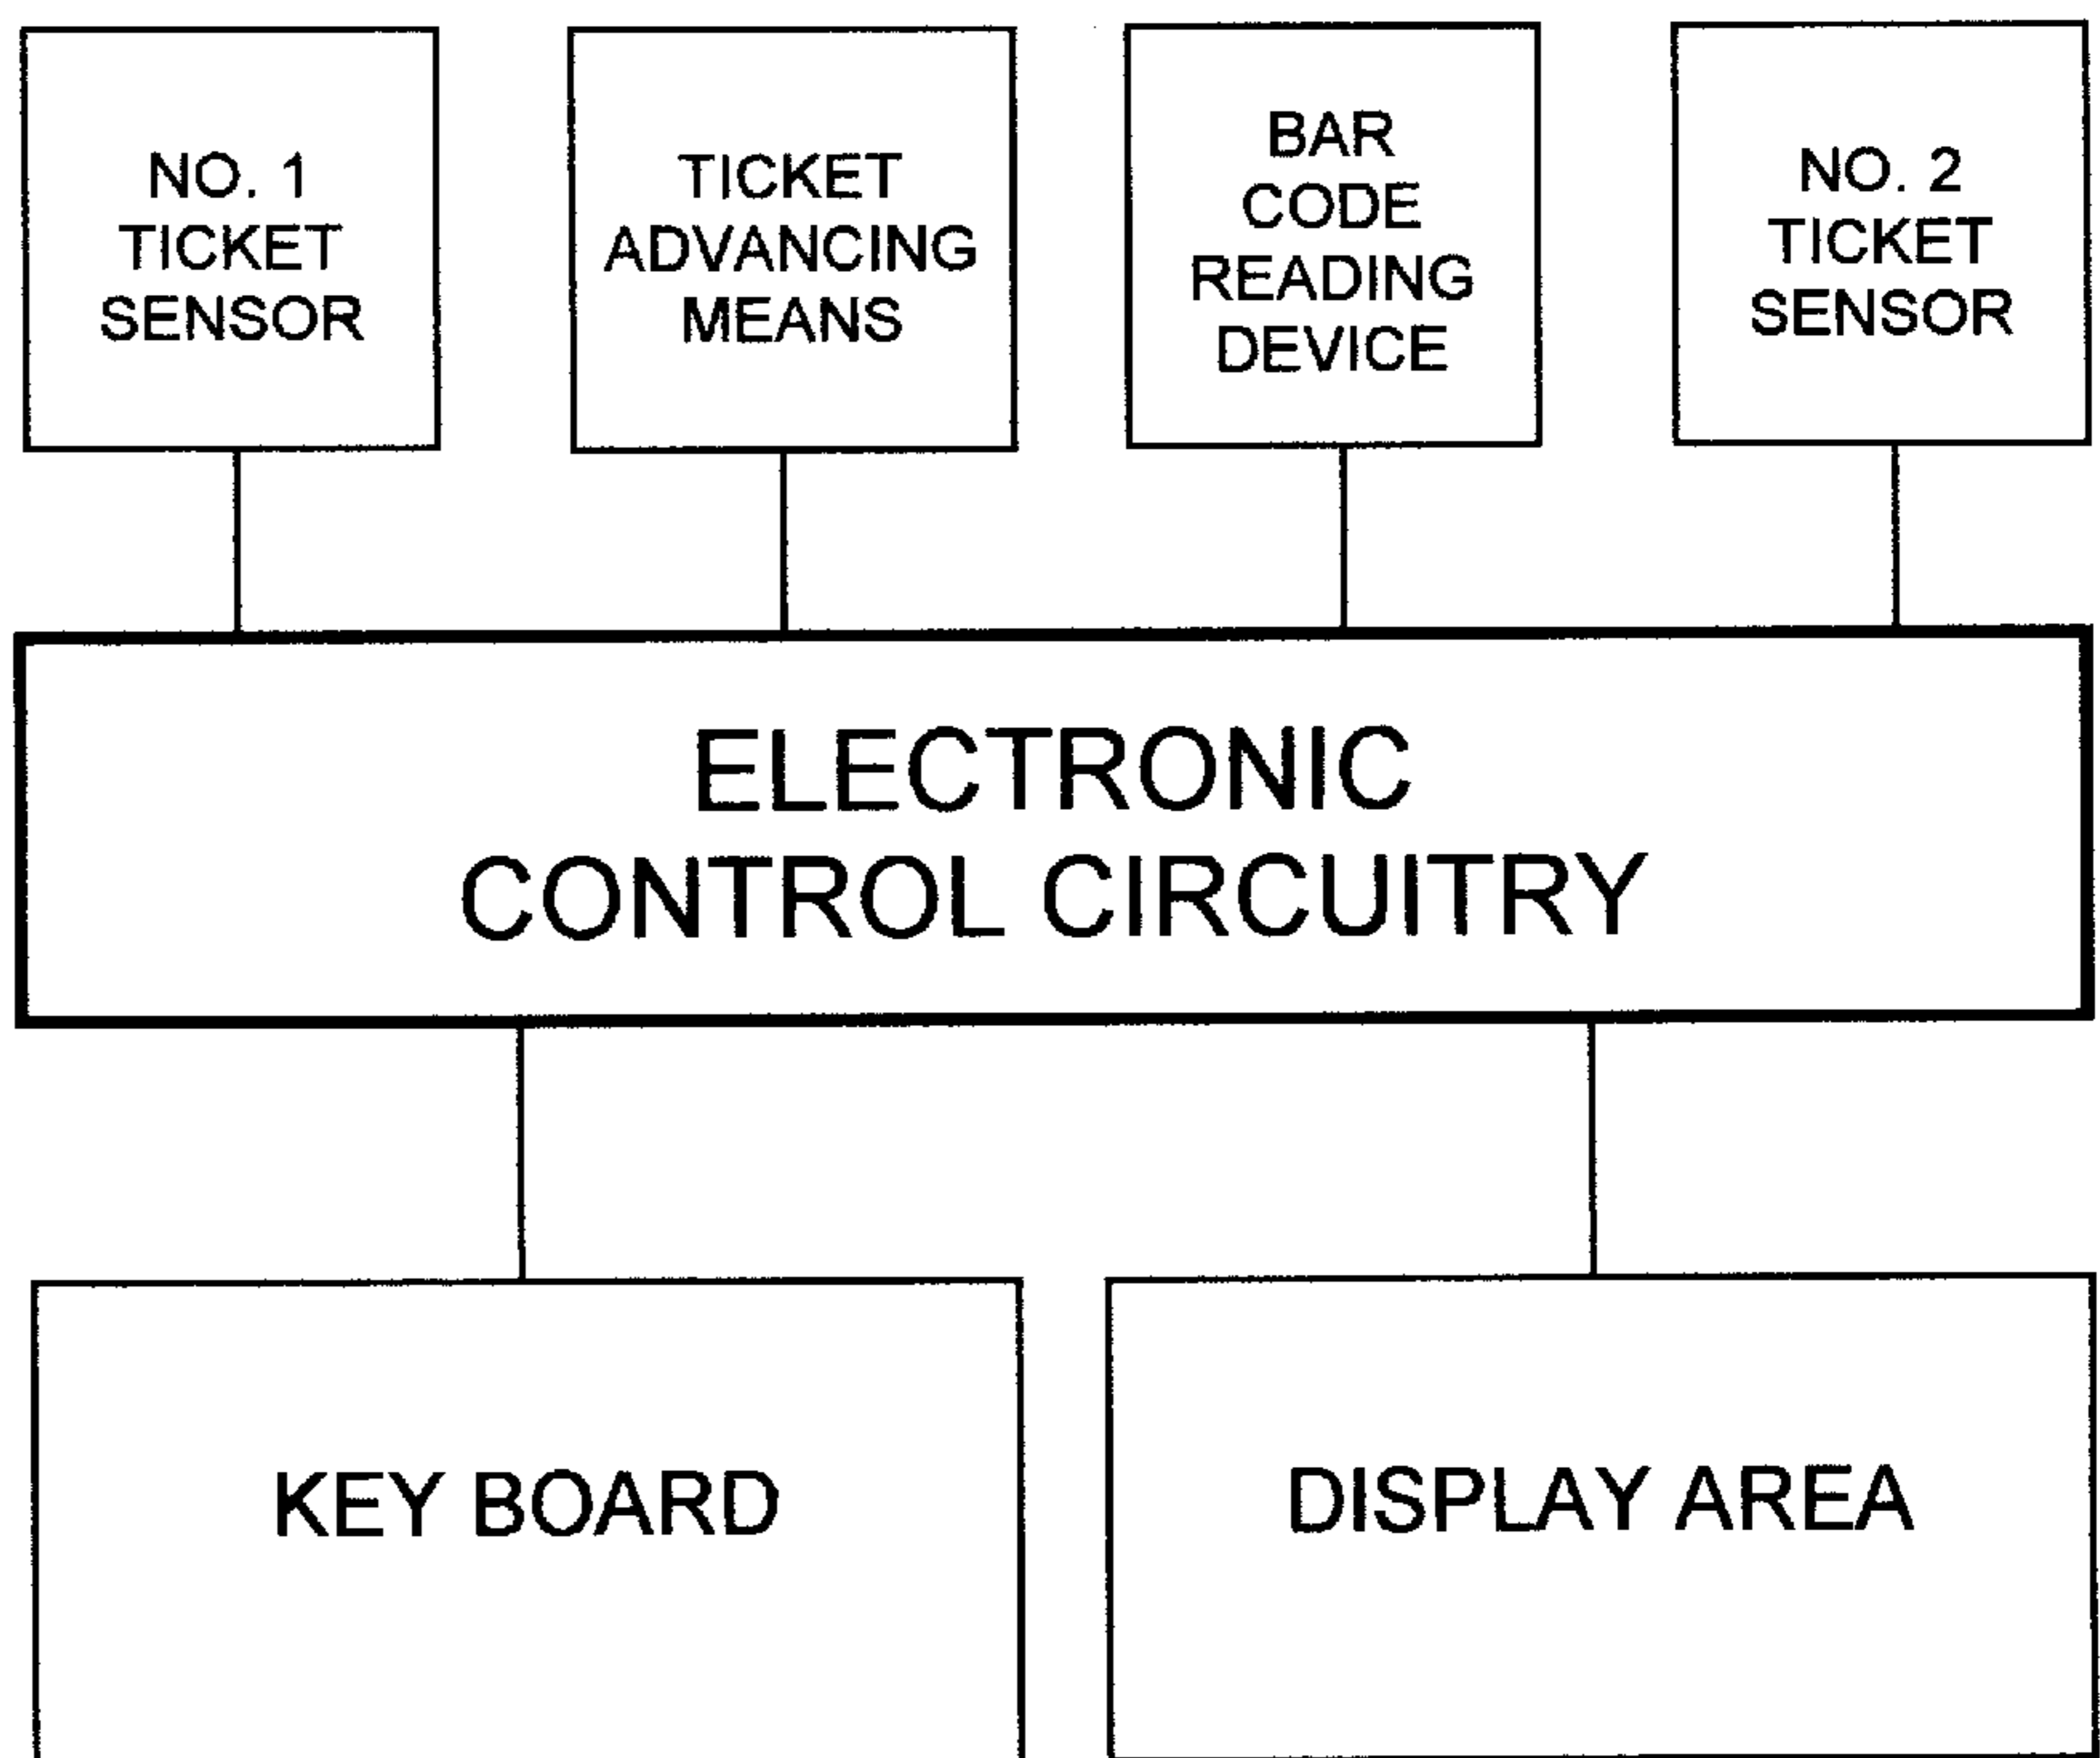 NO. 1
TICKET
SENSOR
TICKET
ADVANCING
MEANS
BAR
CODE
READING
DEVICE
NO. 2
TICKET
SENSOR
ELECTRONIC
CONTROL CIRCUITRY
KEY BOARD
DISPLAY AREA